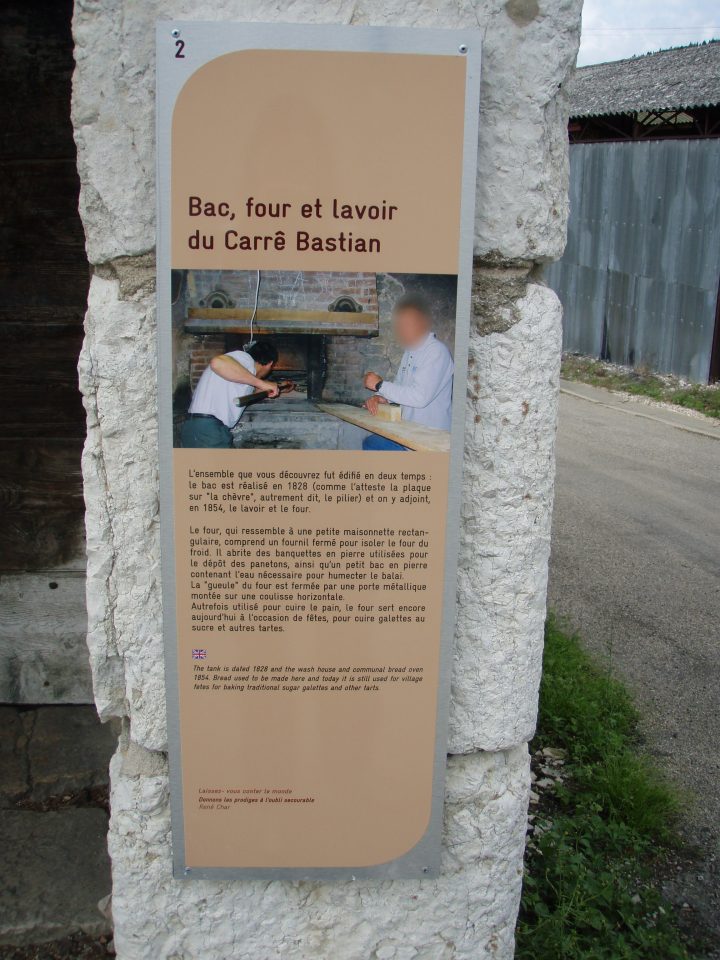 2
Bac, four et lavoir
du Carrê Bastian
L'ensemble que vous découvrez fut édifié en deux temps :
le bac est réalisé en 1828 (comme l'atteste la plaque
sur "la chèvre", autrement dit, le pilier) et on y adjoint,
en 1854, le lavoir et le four.
Le four, qui ressemble à une petite maisonnette rectan-
gulaire, comprend un fournil fermé pour isoler le four du
froid. Il abrite des banquettes en pierre utilisées pour
le dépôt des panetons, ainsi qu'un petit bac en pierre
contenant l'eau nécessaire pour humecter le balai.
La "gueule" du four est fermée par une porte métallique
montée sur une coulisse horizontale.
Autrefois utilisé pour cuire le pain, le four sert encore
aujourd'hui à l'occasion de fêtes, pour cuire galettes au
sucre et autres tartes.
The tank is dated 1828 and the wash house and communal bread oven
1854. Bread used to be made here and today it is still used for village
fetes for baking traditional sugar galettes and other tarts.
Laissez- vous conter le monde
Donnons les prodiges à l'oubli secourable
René Char